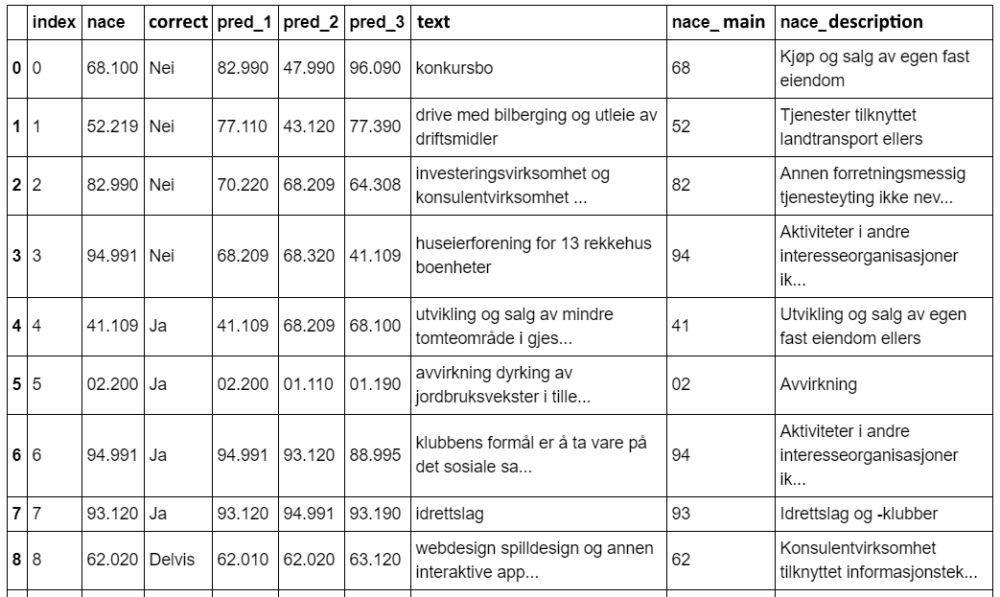 index nace correct pred_1 pred_2 pred_3 text nace_main nace_description
0 0 68.100 Nei 82.990 47.990 96.090 konkursbo 68 Kjøp og salg av egen fast
eiendom
1 1 52.219 Nei 77.110 43.120 77.390 drive med bilberging og utleie av 52 Tjenester tilknyttet
driftsmidler landtransport ellers
2 2 82.990 Nei 70.220 68.209 64.308 investeringsvirksomhet og 82 Annen forretningsmessig
konsulentvirksomhet ... tjenesteyting ikke nev...
3 3 94.991 Nei 68.209 68.320 41.109 huseierforening for 13 rekkehus 94 Aktiviteter i andre
boenheter interesseorganisasjoner
ik...
4 4 41.109 Ja 41.109 68.209 68.100 utvikling og salg av mindre 41 Utvikling og salg av egen
tomteområde i gjes... fast eiendom ellers
5 5 02.200 Ja 02.200 01.110 01.190 avvirkning dyrking av 02 Avvirkning
jordbruksvekster i tille...
6 6 94.991 Ja 94.991 93.120 88.995 klubbens formål er å ta vare på 94 Aktiviteter i andre
det sosiale sa... interesseorganisasjoner
ik...
7 7 93.120 Ja 93.120 94.991 93.190 idrettslag 93 Idrettslag og -klubber
8 8 62.020 Delvis 62.010 62.020 63.120 webdesign spilldesign og annen 62 Konsulentvirksomhet
interaktive app... tilknyttet informasjonstek...